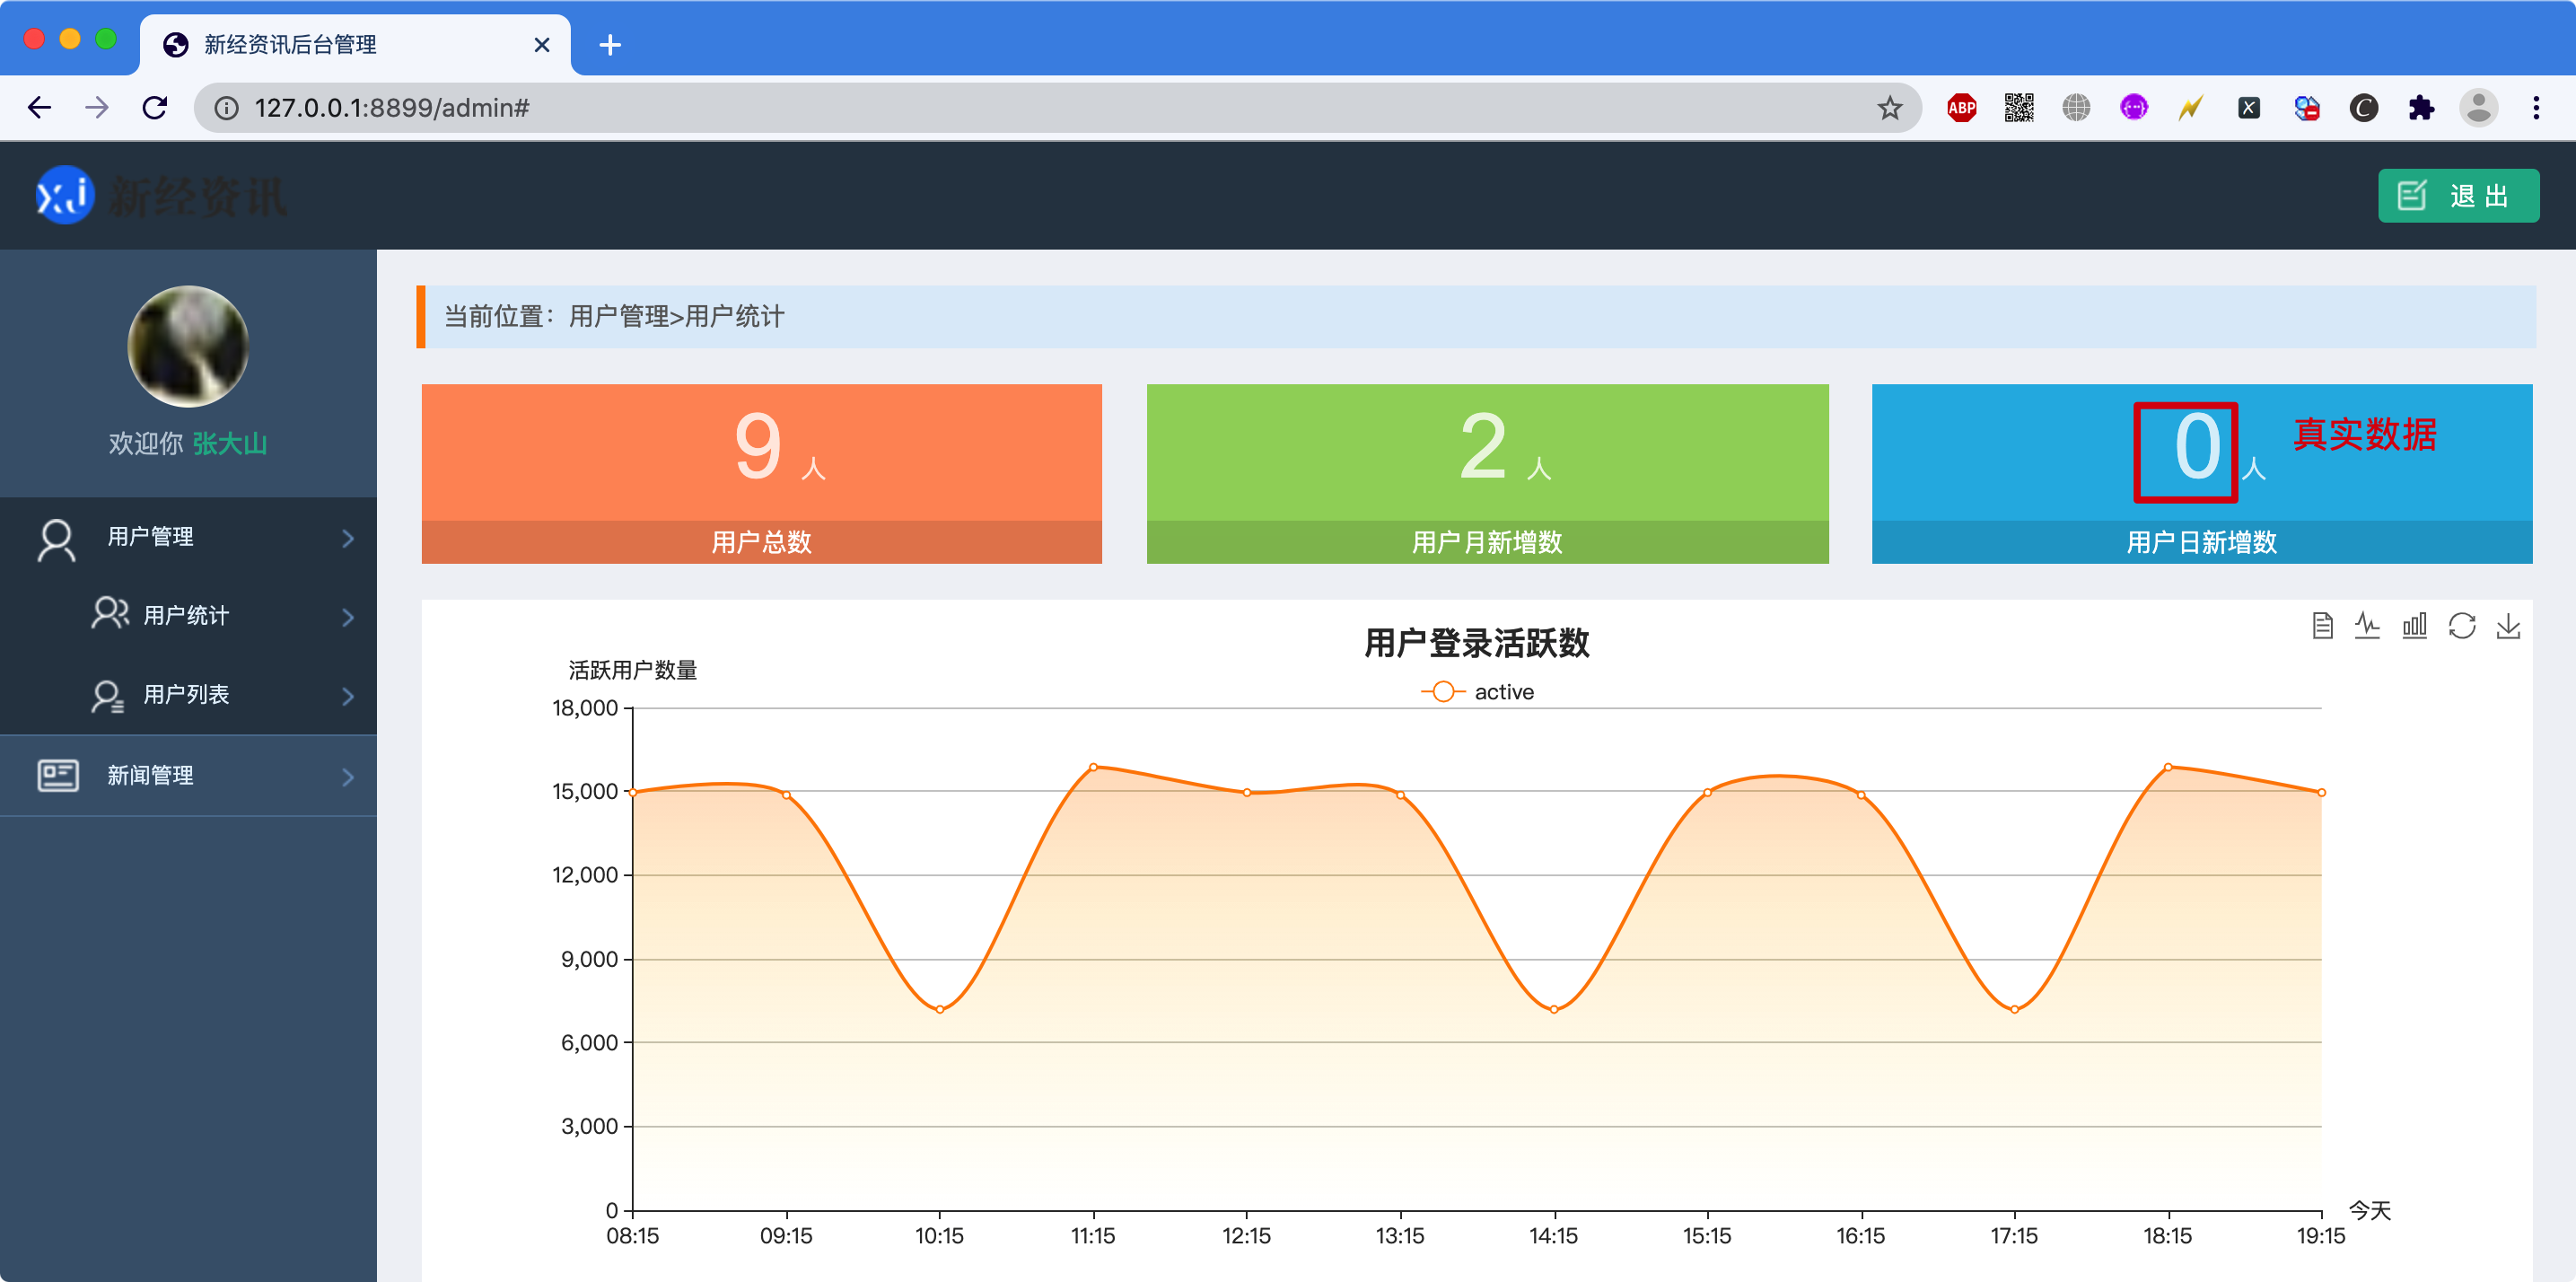 新经资讯后台管理
127.0.0.1:8899/admin#
ABP
X
C
xj 新经资讯
退 出
欢迎你 张大山
用户管理
用户统计
用户列表
新闻管理
当前位置：用户管理>用户统计
9 人
用户总数
2 人
用户月新增数
0 人 真实数据
用户日新增数
用户登录活跃数
活跃用户数量
active
18,000
15,000
12,000
9,000
6,000
3,000
0
今天
08:15 09:15 10:15 11:15 12:15 13:15 14:15 15:15 16:15 17:15 18:15 19:15